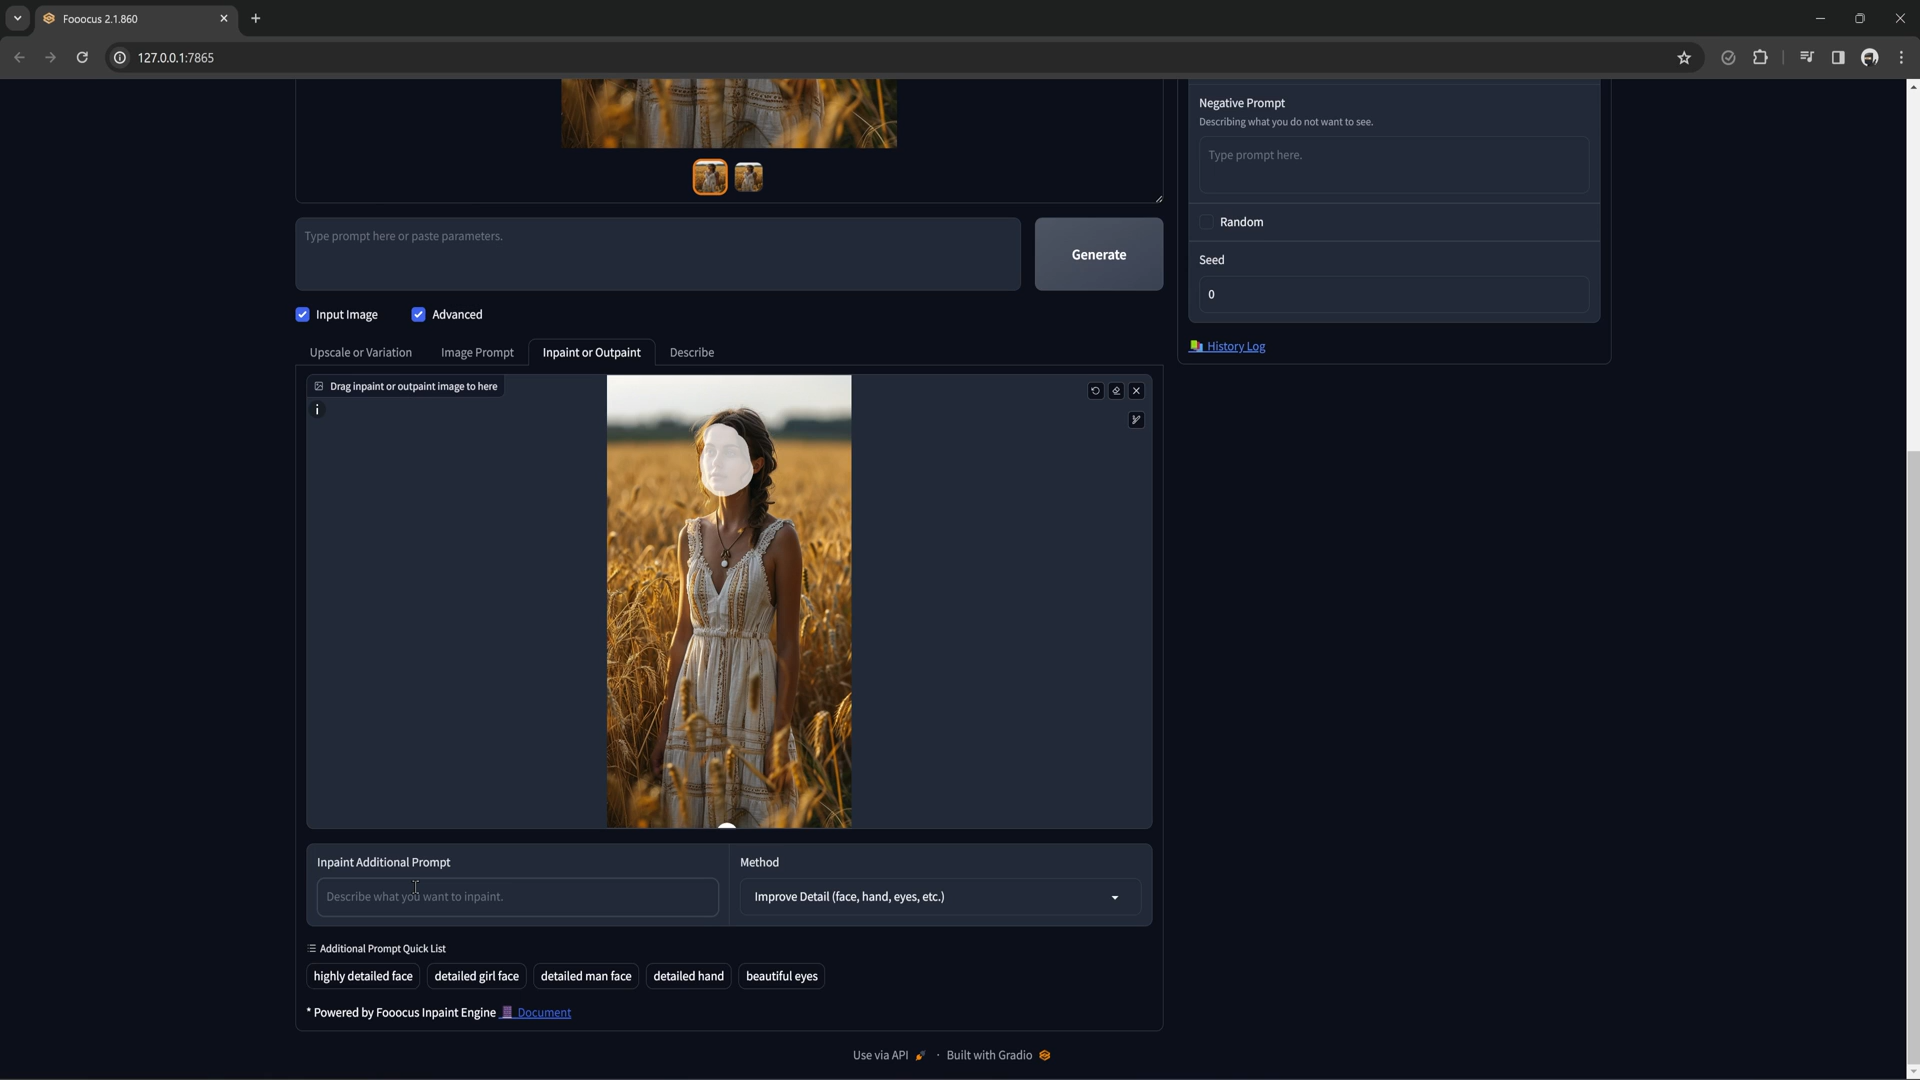 Fooocus 2.1.860
127.0.0.1:7865
Negative Prompt
Describing what you do not want to see.
Type prompt here.
Random
Seed
0
History Log
Type prompt here or paste parameters.
Generate
Input Image
Advanced
Upscale or Variation
Image Prompt
Inpaint or Outpaint
Describe
Drag inpaint or outpaint image to here
i
Inpaint Additional Prompt
Describe what you want to inpaint.
Method
Improve Detail (face, hand, eyes, etc.)
Additional Prompt Quick List
highly detailed face
detailed girl face
detailed man face
detailed hand
beautiful eyes
* Powered by Fooocus Inpaint Engine Document
Use via API · Built with Gradio